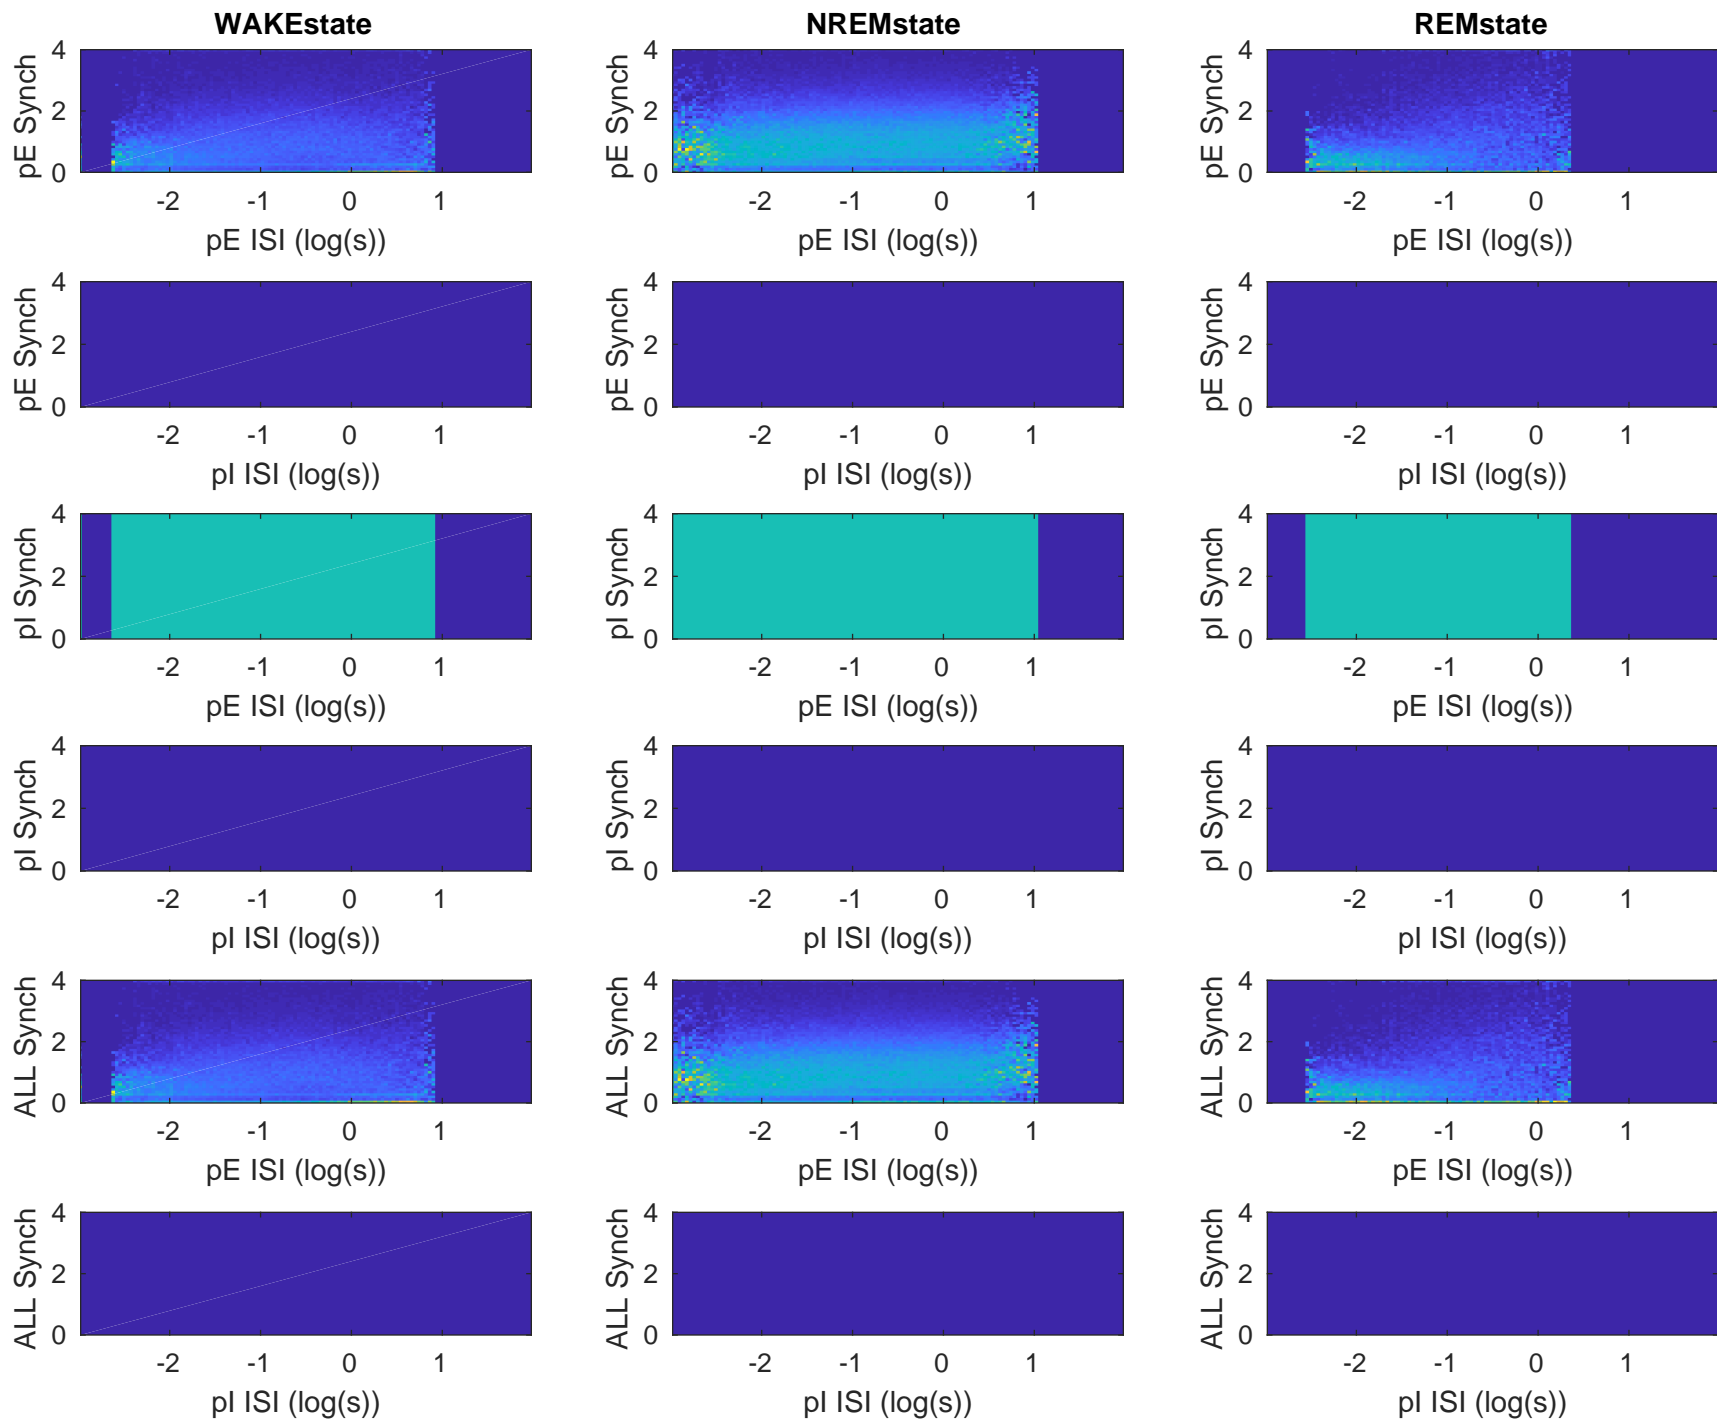 WAKEstate NREMstate REMstate
4 4 4
pE Synch pE Synch pE Synch
2 2 2
0 0 0
-2 -1 0 1 -2 -1 0 1 -2 -1 0 1
pE ISI (log(s)) pE ISI (log(s)) pE ISI (log(s))
4 4 4
pE Synch pE Synch pE Synch
2 2 2
0 0 0
-2 -1 0 1 -2 -1 0 1 -2 -1 0 1
pI ISI (log(s)) pI ISI (log(s)) pI ISI (log(s))
4 4 4
pI Synch pI Synch pI Synch
2 2 2
0 0 0
-2 -1 0 1 -2 -1 0 1 -2 -1 0 1
pE ISI (log(s)) pE ISI (log(s)) pE ISI (log(s))
4 4 4
pI Synch pI Synch pI Synch
2 2 2
0 0 0
-2 -1 0 1 -2 -1 0 1 -2 -1 0 1
pI ISI (log(s)) pI ISI (log(s)) pI ISI (log(s))
4 4 4
ALL Synch ALL Synch ALL Synch
2 2 2
0 0 0
-2 -1 0 1 -2 -1 0 1 -2 -1 0 1
pE ISI (log(s)) pE ISI (log(s)) pE ISI (log(s))
4 4 4
ALL Synch ALL Synch ALL Synch
2 2 2
0 0 0
-2 -1 0 1 -2 -1 0 1 -2 -1 0 1
pI ISI (log(s)) pI ISI (log(s)) pI ISI (log(s))